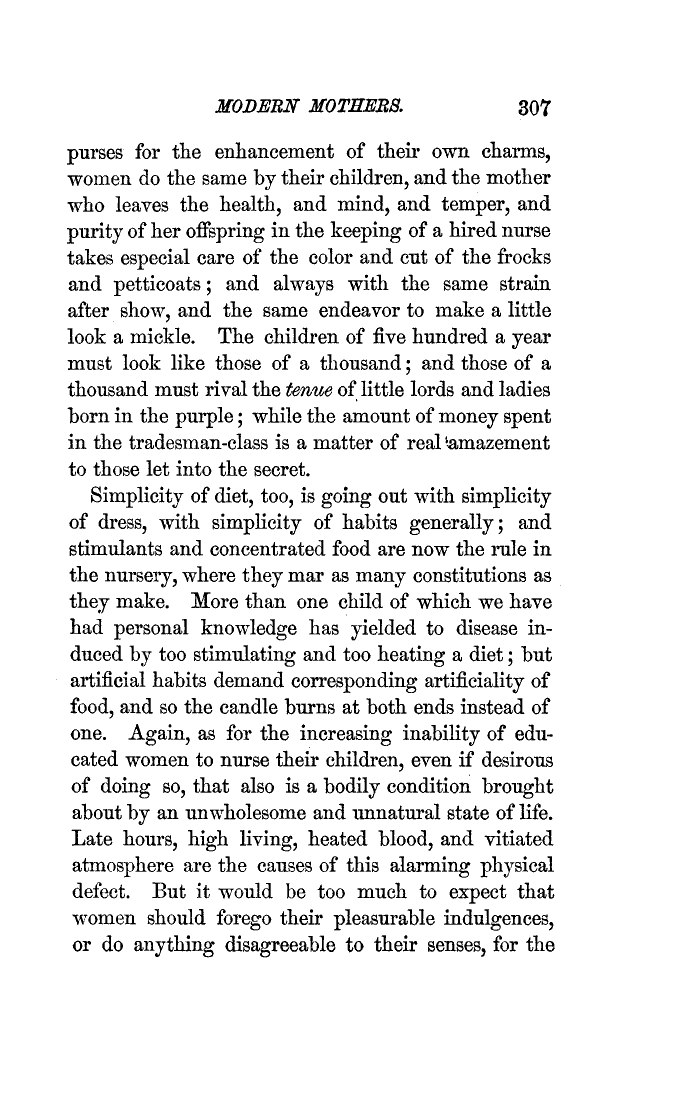 MODERN MOTHERS. 307
purses for the enhancement of their own charms,
women do the same by their children, and the mother
who leaves the health, and mind, and temper, and
purity of her offspring in the keeping of a hired nurse
takes especial care of the color and cut of the frocks
and petticoats; and always with the same strain
after show, and the same endeavor to make a little
look a mickle. The children of five hundred a year
must look like those of a thousand; and those of a
thousand must rival the tenue of little lords and ladies
born in the purple; while the amount of money spent
in the tradesman-class is a matter of real amazement
to those let into the secret.
Simplicity of diet, too, is going out with simplicity
of dress, with simplicity of habits generally; and
stimulants and concentrated food are now the rule in
the nursery, where they mar as many constitutions as
they make. More than one child of which we have
had personal knowledge has yielded to disease in-
duced by too stimulating and too heating a diet; but
artificial habits demand corresponding artificiality of
food, and so the candle burns at both ends instead of
one. Again, as for the increasing inability of edu-
cated women to nurse their children, even if desirous
of doing so, that also is a bodily condition brought
about by an unwholesome and unnatural state of life.
Late hours, high living, heated blood, and vitiated
atmosphere are the causes of this alarming physical
defect. But it would be too much to expect that
women should forego their pleasurable indulgences,
or do anything disagreeable to their senses, for the